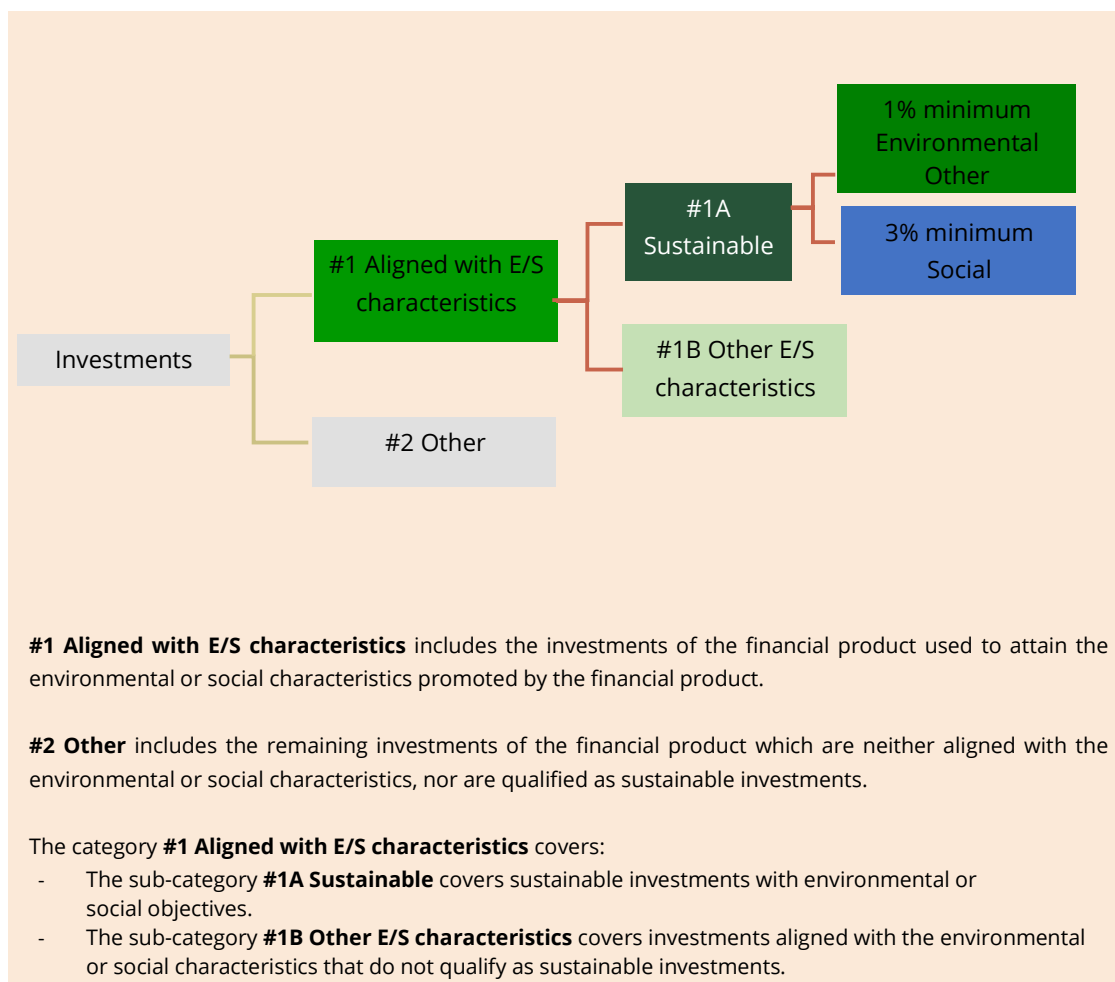 1% minimum
Environmental
Other
#1A
Sustainable
3% minimum
Social
#1 Aligned with E/S
characteristics
#1B Other E/S
characteristics
Investments
#2 Other
#1 Aligned with E/S characteristics includes the investments of the financial product used to attain the
environmental or social characteristics promoted by the financial product.
#2 Other includes the remaining investments of the financial product which are neither aligned with the
environmental or social characteristics, nor are qualified as sustainable investments.
The category #1 Aligned with E/S characteristics covers:
- The sub-category #1A Sustainable covers sustainable investments with environmental or
social objectives.
- The sub-category #1B Other E/S characteristics covers investments aligned with the environmental
or social characteristics that do not qualify as sustainable investments.